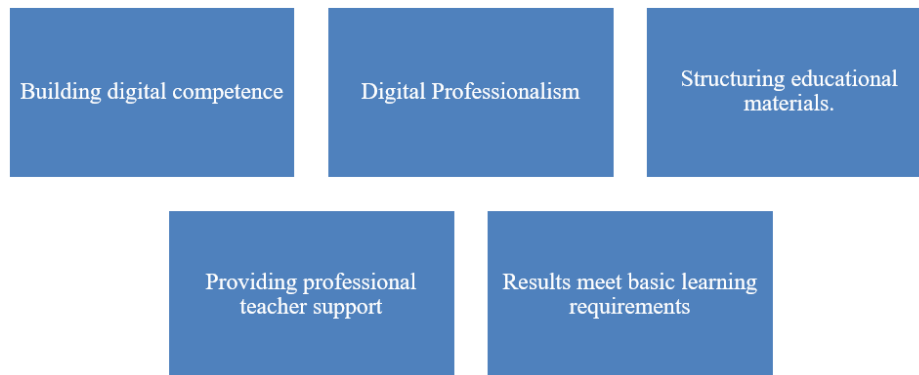 Building digital competence
Digital Professionalism
Structuring educational
materials.
Providing professional
teacher support
Results meet basic learning
requirements